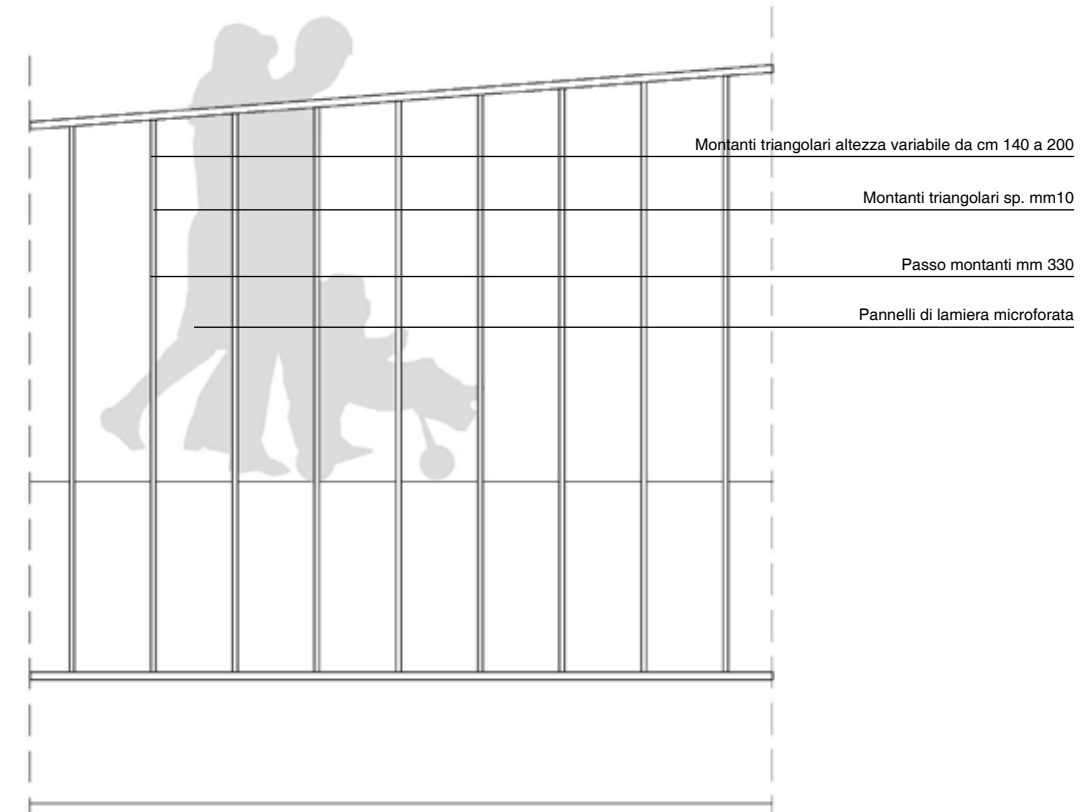 Montanti triangolari altezza variabile da cm 140 a 200
Montanti triangolari sp. mm10
Passo montanti mm 330
Pannelli di lamiera microforata